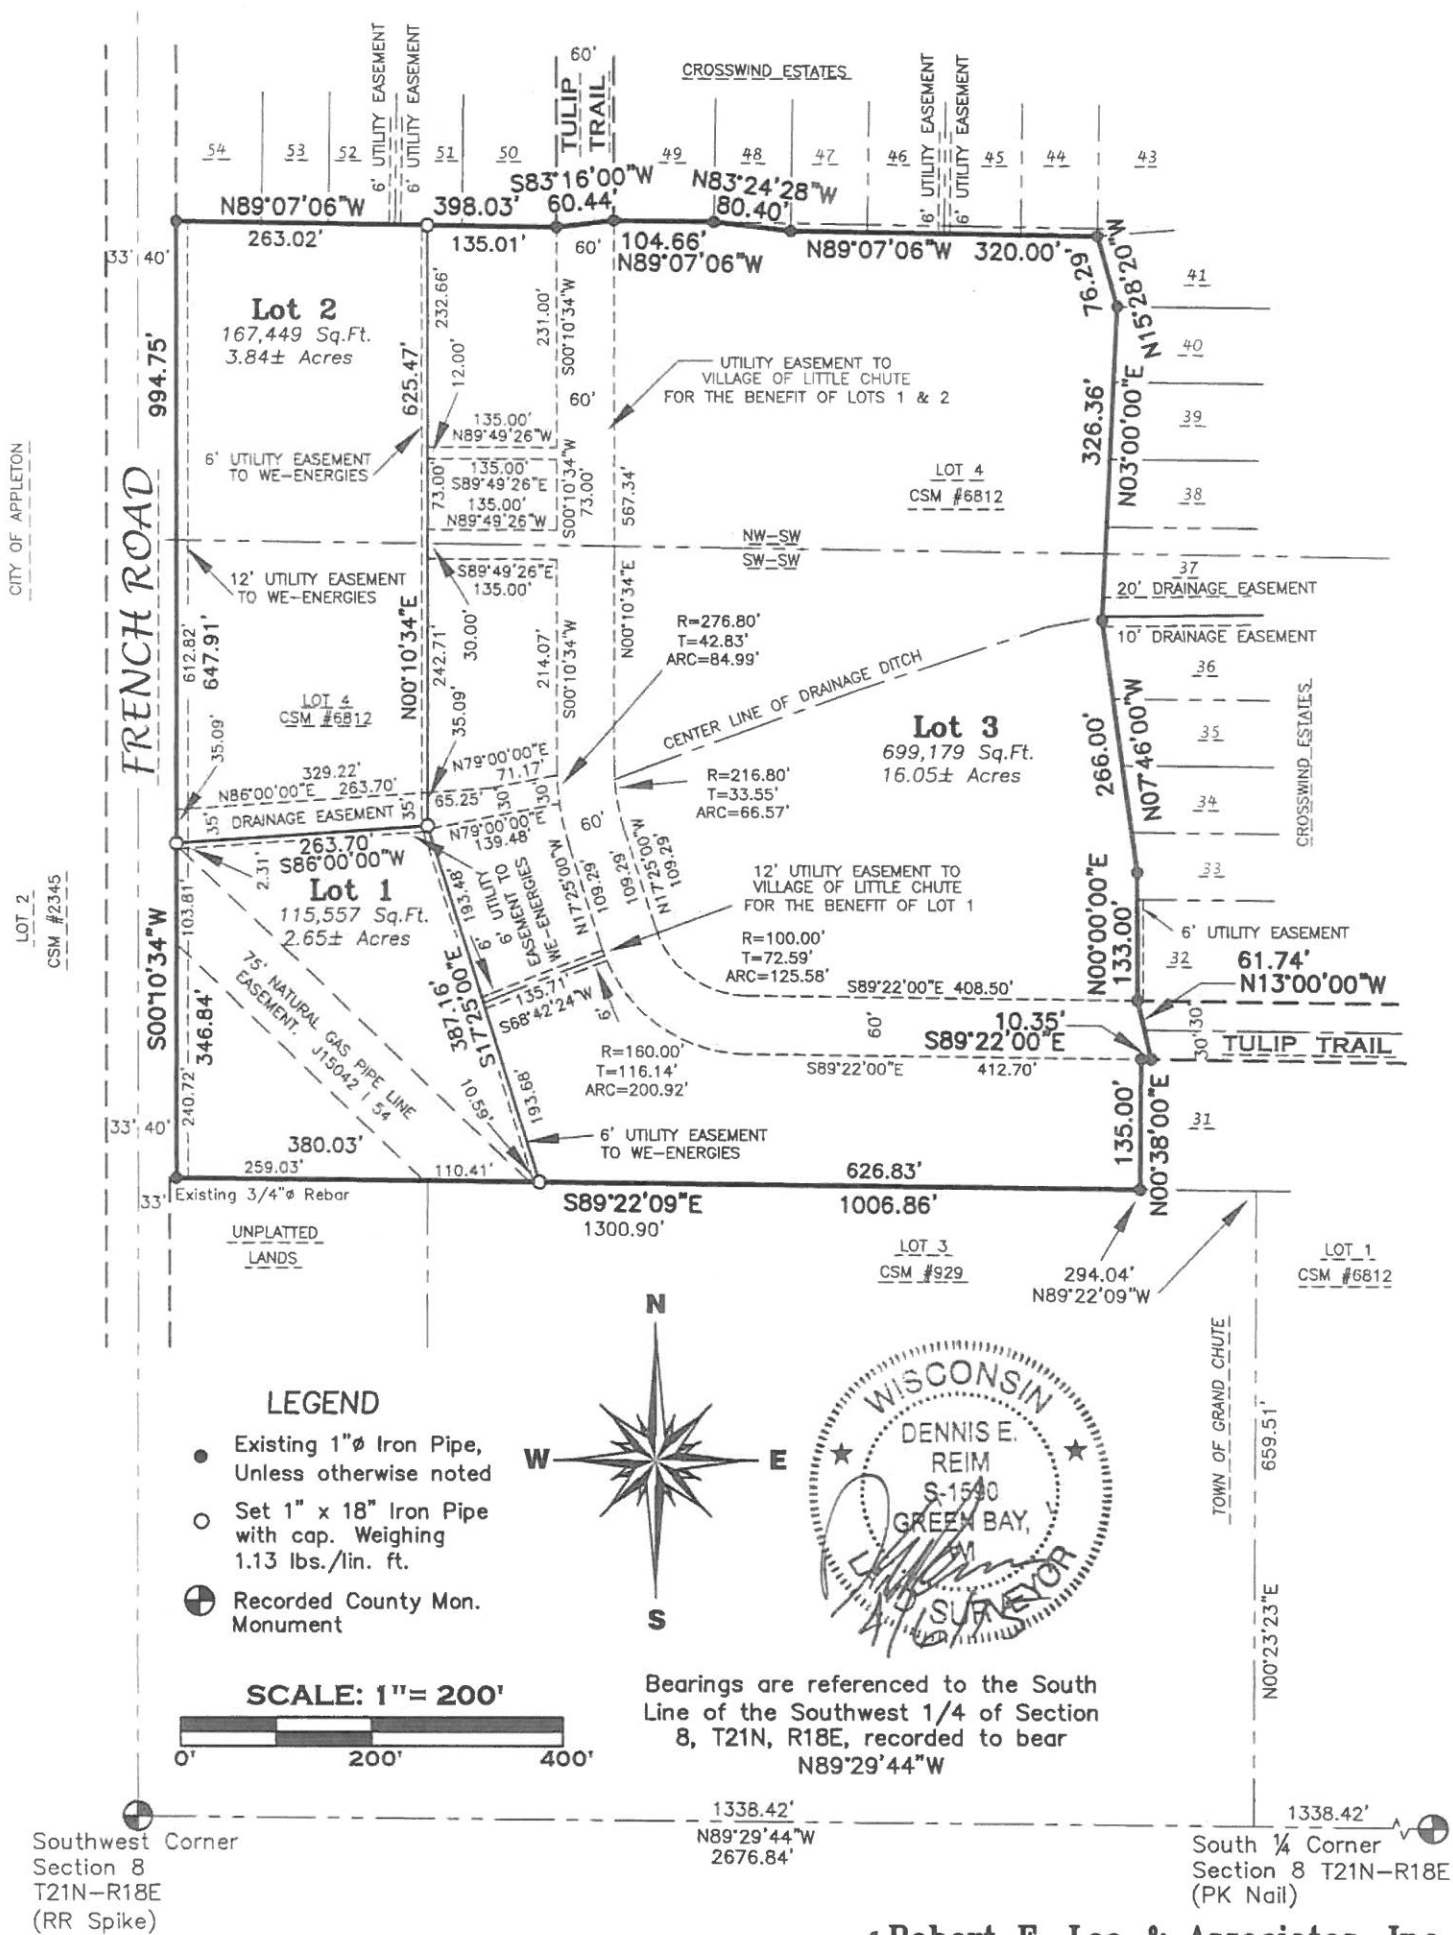 60'
CROSSWIND ESTATES
TULIP
TRAIL
6' UTILITY EASEMENT
6' UTILITY EASEMENT
6' UTILITY EASEMENT
6' UTILITY EASEMENT
54
53
52
51
50
49
48
47
46
45
44
43
S83°16'00"W
60.44'
N83°24'28"W
80.40'
N89°07'06"W
398.03'
263.02'
135.01'
60'
104.66'
N89°07'06"W
N89°07'06"W
320.00'
33'
40'
76.29'
N15°28'20"W
41
Lot 2
167,449 Sq.Ft.
3.84± Acres
232.66'
231.00'
S00°10'34"W
994.75'
625.47'
12.00'
60'
UTILITY EASEMENT TO
VILLAGE OF LITTLE CHUTE
FOR THE BENEFIT OF LOTS 1 & 2
326.36'
N03°00'00"E
40
39
38
135.00'
N89°49'26"W
6' UTILITY EASEMENT
TO WE-ENERGIES
135.00'
S89°49'26"E
135.00'
N89°49'26"W
73.00'
S00°10'34"W
73.00'
567.34'
LOT 4
CSM #6812
CITY OF APPLETON
FRENCH ROAD
NW-SW
SW-SW
12' UTILITY EASEMENT
TO WE-ENERGIES
S89°49'26"E
135.00'
37
20' DRAINAGE EASEMENT
10' DRAINAGE EASEMENT
612.82'
647.91'
N00°10'34"E
242.71'
30.00'
214.07'
S00°10'34"W
N00°10'34"E
R=276.80'
T=42.83'
ARC=84.99'
CENTER LINE OF DRAINAGE DITCH
36
35
34
33
CROSSWIND ESTATES
LOT 4
CSM #6812
35.09'
35.09'
Lot 3
699,179 Sq.Ft.
16.05± Acres
266.00'
N07°46'00"W
N79°00'00"E
71.17'
329.22'
N86°00'00"E
263.70'
65.25'
30'
30'
R=216.80'
T=33.55'
ARC=66.57'
35'
DRAINAGE EASEMENT
35'
N79°00'00"E
139.48'
60'
263.70'
S86°00'00"W
2.31'
Lot 1
115,557 Sq.Ft.
2.65± Acres
103.81'
193.48'
6'
6' UTILITY
EASEMENT TO
WE-ENERGIES
N17°25'00"W
109.29'
109.29'
N17°25'00"W
109.29'
12' UTILITY EASEMENT TO
VILLAGE OF LITTLE CHUTE
FOR THE BENEFIT OF LOT 1
LOT 2
CSM #2345
S00°10'34"W
346.84'
75' NATURAL GAS PIPE LINE
EASEMENT. J15042 I 54
387.16'
S17°25'00"E
135.71'
S68°42'24"W
6'
R=100.00'
T=72.59'
ARC=125.58'
N00°00'00"E
133.00'
6' UTILITY EASEMENT
32
61.74'
N13°00'00"W
S89°22'00"E 408.50'
60'
10.35'
S89°22'00"E
30'
30'
TULIP TRAIL
R=160.00'
T=116.14'
ARC=200.92'
S89°22'00"E
412.70'
240.72'
10.59'
193.68'
33'
40'
380.03'
259.03'
110.41'
6' UTILITY EASEMENT
TO WE-ENERGIES
135.00'
N00°38'00"E
31
33'
Existing 3/4"ø Rebar
S89°22'09"E
1300.90'
626.83'
1006.86'
UNPLATTED
LANDS
LOT 3
CSM #929
294.04'
N89°22'09"W
LOT 1
CSM #6812
TOWN OF GRAND CHUTE
659.51'
N00°23'23"E
N
W
E
S
LEGEND
Existing 1"ø Iron Pipe,
Unless otherwise noted
Set 1" x 18" Iron Pipe
with cap. Weighing
1.13 lbs./lin. ft.
Recorded County Mon.
Monument
WISCONSIN
DENNIS E.
REIM
S-1590
GREEN BAY,
LAND SURVEYOR
SCALE: 1"= 200'
0'
200'
400'
Bearings are referenced to the South
Line of the Southwest 1/4 of Section
8, T21N, R18E, recorded to bear
N89°29'44"W
1338.42'
N89°29'44"W
2676.84'
1338.42'
Southwest Corner
Section 8
T21N-R18E
(RR Spike)
South ¼ Corner
Section 8 T21N-R18E
(PK Nail)
Robert E. Lee & Associates, Inc.